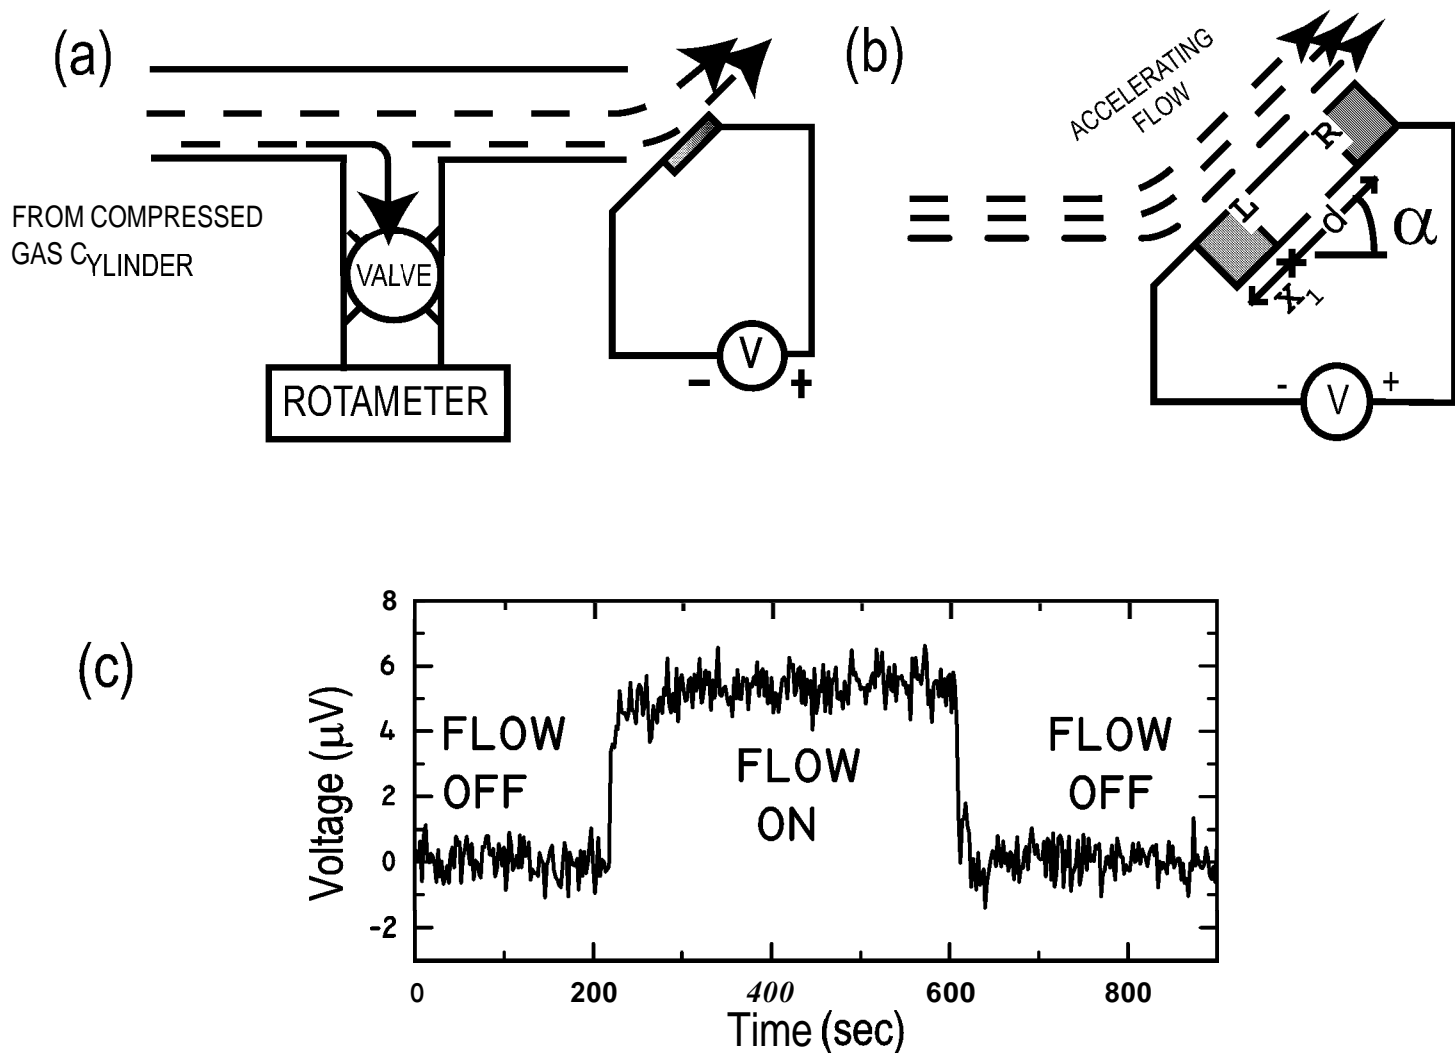 (a)
FROM COMPRESSED
GAS CYLINDER
VALVE
ROTAMETER
V
- +
(b)
ACCELERATING
FLOW
L
R
d
X1
α
V
- +
(c)
Voltage (μV)
8
6
4
2
0
-2
FLOW
OFF
FLOW
ON
FLOW
OFF
0 200 400 600 800
Time (sec)